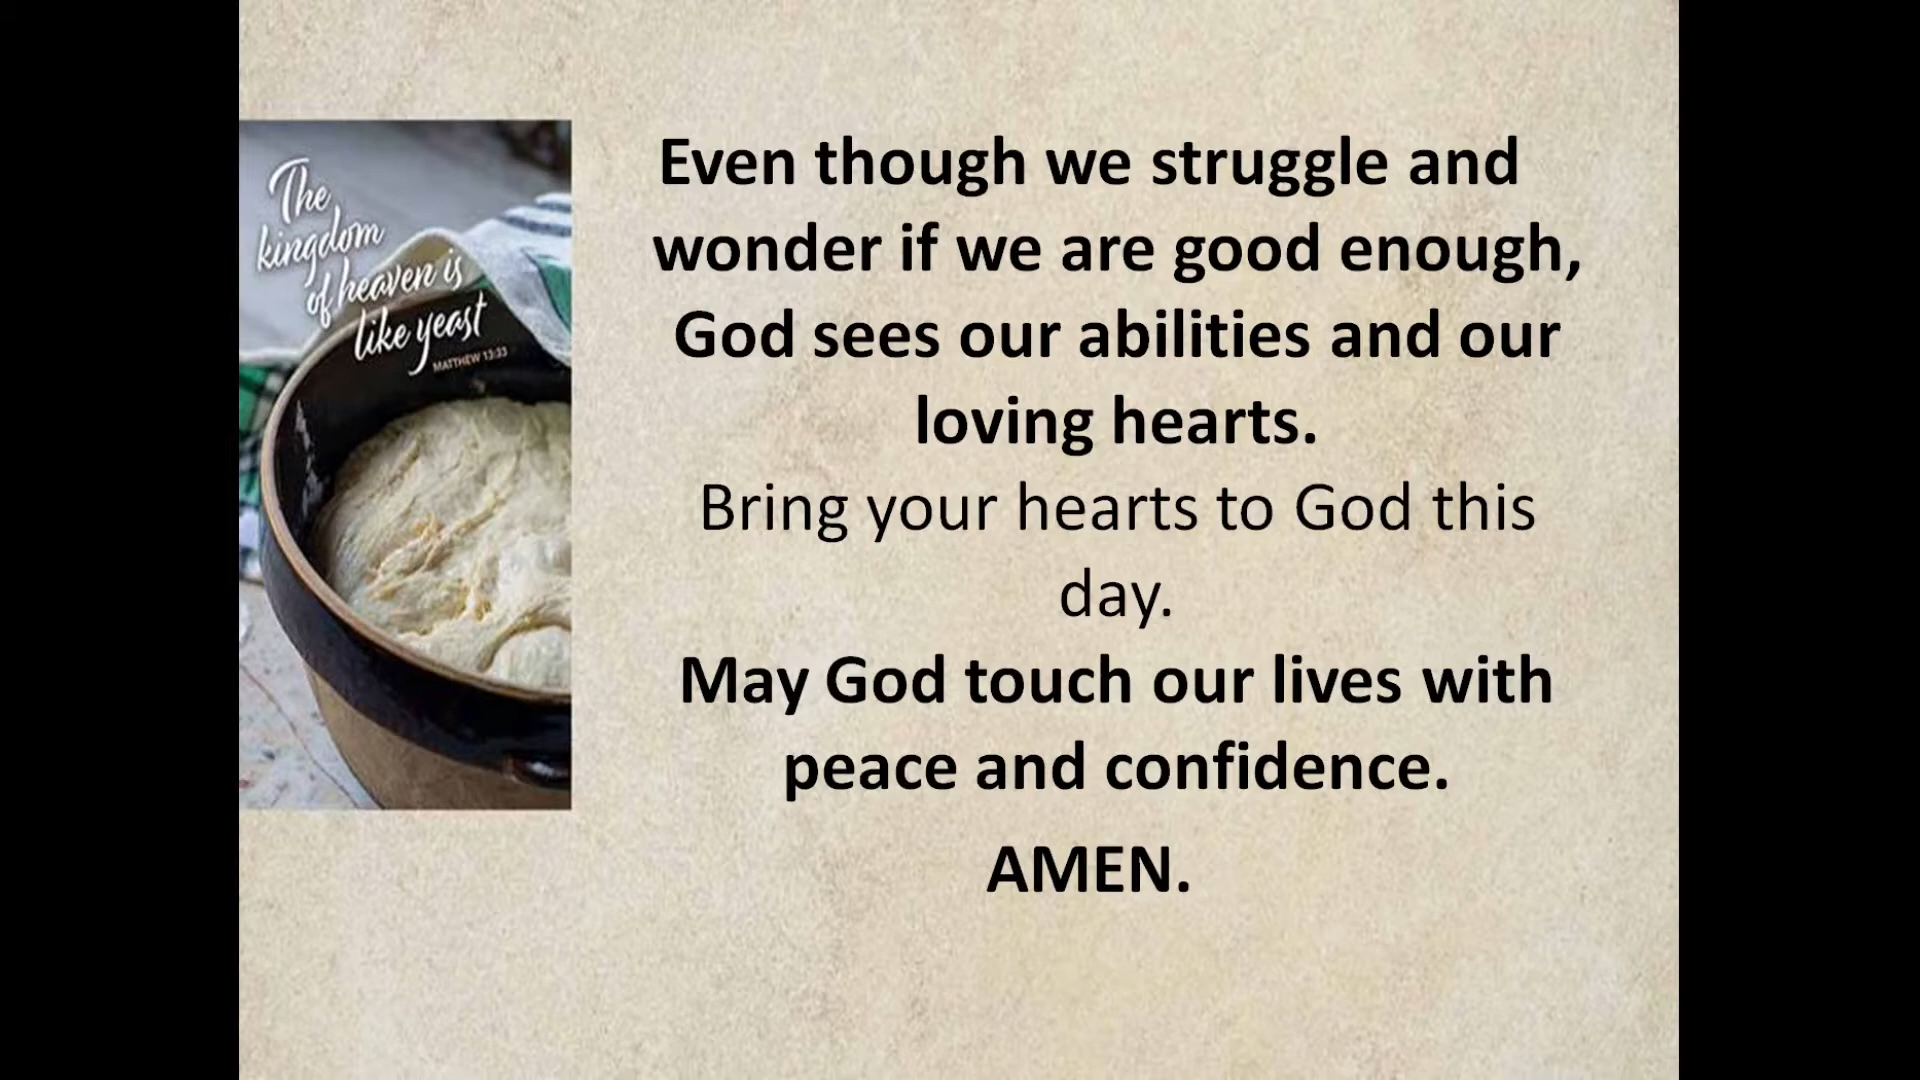 The
kingdom
of heaven is
like yeast
MATTHEW 13:33
Even though we struggle and
wonder if we are good enough,
God sees our abilities and our
loving hearts.
Bring your hearts to God this
day.
May God touch our lives with
peace and confidence.
AMEN.